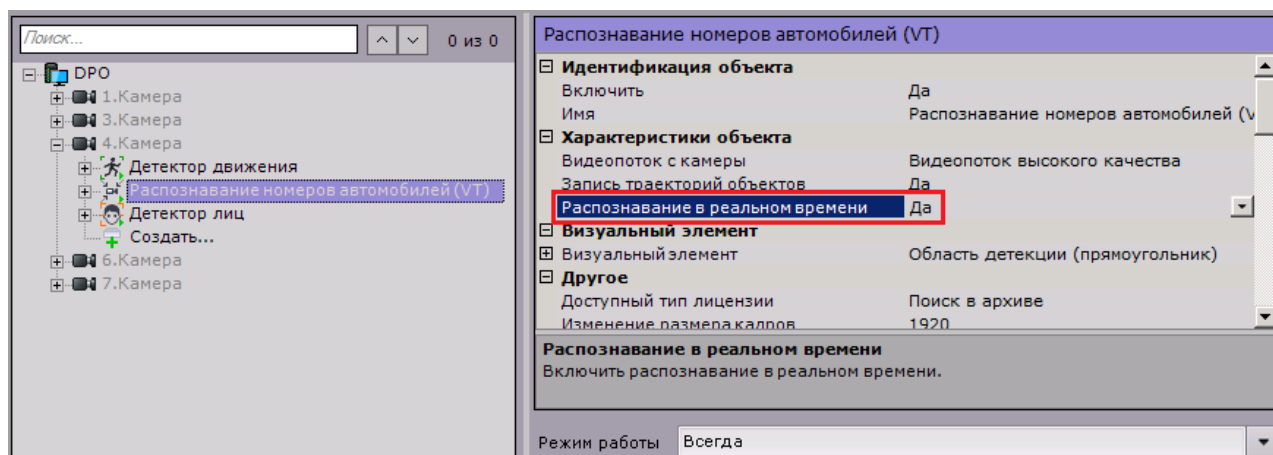 Поиск...
0 из 0
DPO
1.Камера
3.Камера
4.Камера
Детектор движения
Распознавание номеров автомобилей (VT)
Детектор лиц
Создать...
6.Камера
7.Камера
Распознавание номеров автомобилей (VT)
Идентификация объекта
Включить Да
Имя Распознавание номеров автомобилей (V
Характеристики объекта
Видеопоток с камеры Видеопоток высокого качества
Запись траекторий объектов Да
Распознавание в реальном времени Да
Визуальный элемент
Визуальный элемент Область детекции (прямоугольник)
Другое
Доступный тип лицензии Поиск в архиве
Изменение размера кадров 1920
Распознавание в реальном времени
Включить распознавание в реальном времени.
Режим работы Всегда